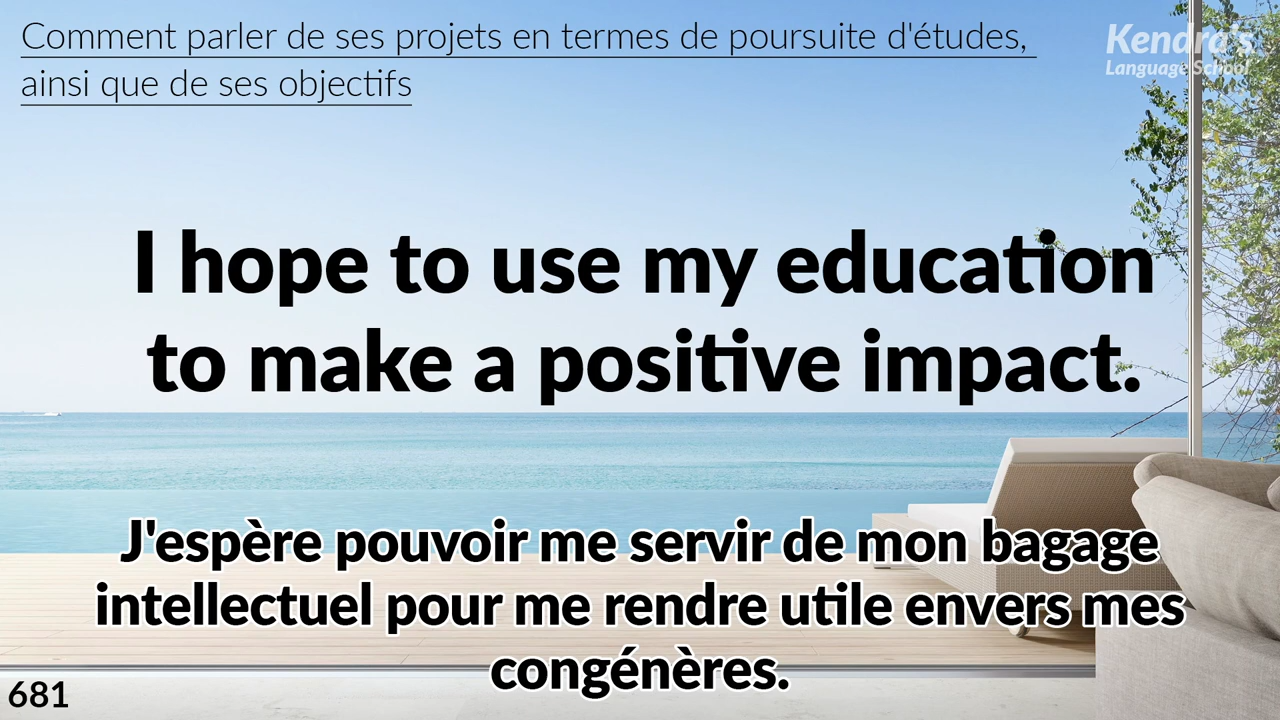 Comment parler de ses projets en termes de poursuite d'études,
ainsi que de ses objectifs
Kendra's
Language School
I hope to use my education
to make a positive impact.
J'espère pouvoir me servir de mon bagage
intellectuel pour me rendre utile envers mes
congénères.
681